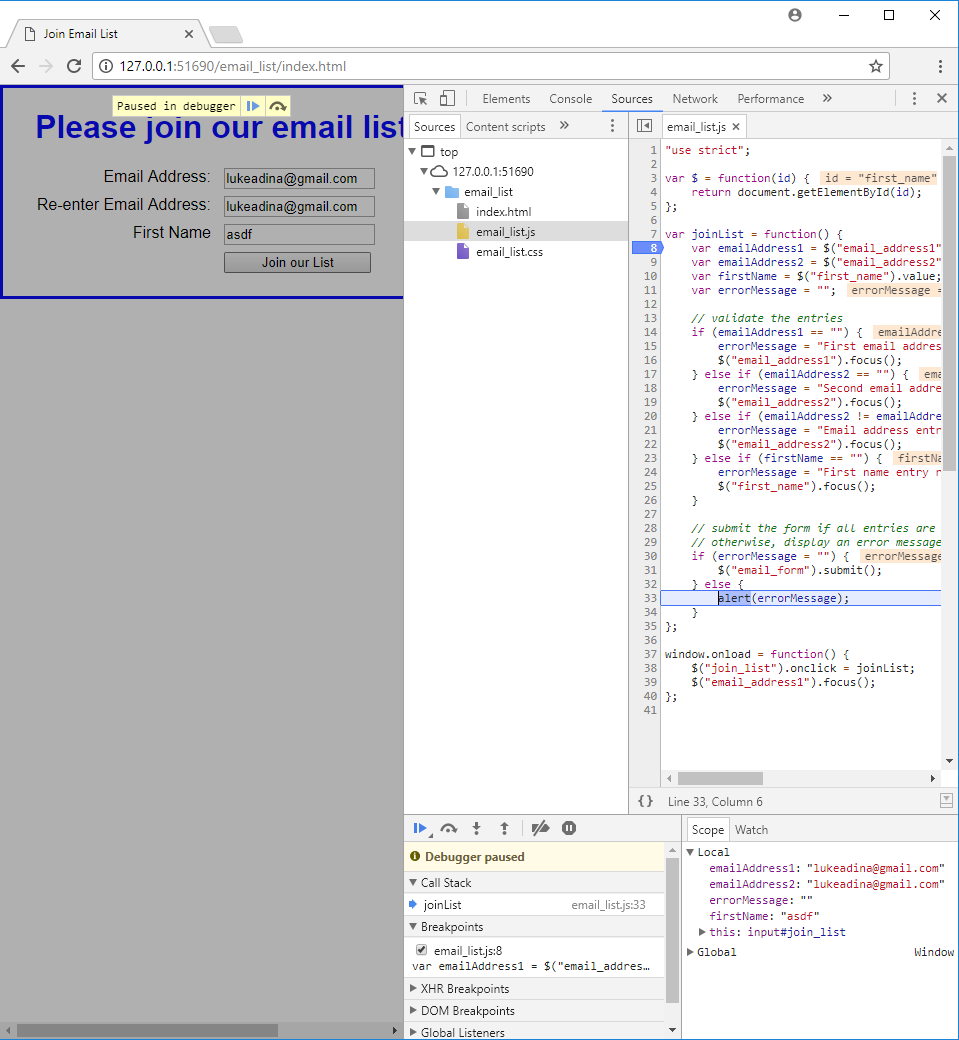 Join Email List
127.0.0.1:51690/email_list/index.html
Paused in debugger
Please join our email list
Email Address: lukeadina@gmail.com
Re-enter Email Address: lukeadina@gmail.com
First Name asdf
Join our List
Elements Console Sources Network Performance »
Sources Content scripts »
top
127.0.0.1:51690
email_list
index.html
email_list.js
email_list.css
email_list.js
1 "use strict";
2
3 var $ = function(id) { id = "first_name"
4 return document.getElementById(id);
5 };
6
7 var joinList = function() {
8 var emailAddress1 = $("email_address1"
9 var emailAddress2 = $("email_address2"
10 var firstName = $("first_name").value;
11 var errorMessage = ""; errorMessage =
12
13 // validate the entries
14 if (emailAddress1 == "") { emailAddre
15 errorMessage = "First email addres
16 $("email_address1").focus();
17 } else if (emailAddress2 == "") { ema
18 errorMessage = "Second email addre
19 $("email_address2").focus();
20 } else if (emailAddress2 != emailAddre
21 errorMessage = "Email address entr
22 $("email_address2").focus();
23 } else if (firstName == "") { firstNa
24 errorMessage = "First name entry r
25 $("first_name").focus();
26 }
27
28 // submit the form if all entries are
29 // otherwise, display an error message
30 if (errorMessage = "") { errorMessage
31 $("email_form").submit();
32 } else {
33 alert(errorMessage);
34 }
35 };
36
37 window.onload = function() {
38 $("join_list").onclick = joinList;
39 $("email_address1").focus();
40 };
41
{} Line 33, Column 6
Debugger paused
Call Stack
joinList email_list.js:33
Breakpoints
email_list.js:8
var emailAddress1 = $("email_addres…
XHR Breakpoints
DOM Breakpoints
Global Listeners
Scope Watch
Local
emailAddress1: "lukeadina@gmail.com"
emailAddress2: "lukeadina@gmail.com"
errorMessage: ""
firstName: "asdf"
this: input#join_list
Global Window